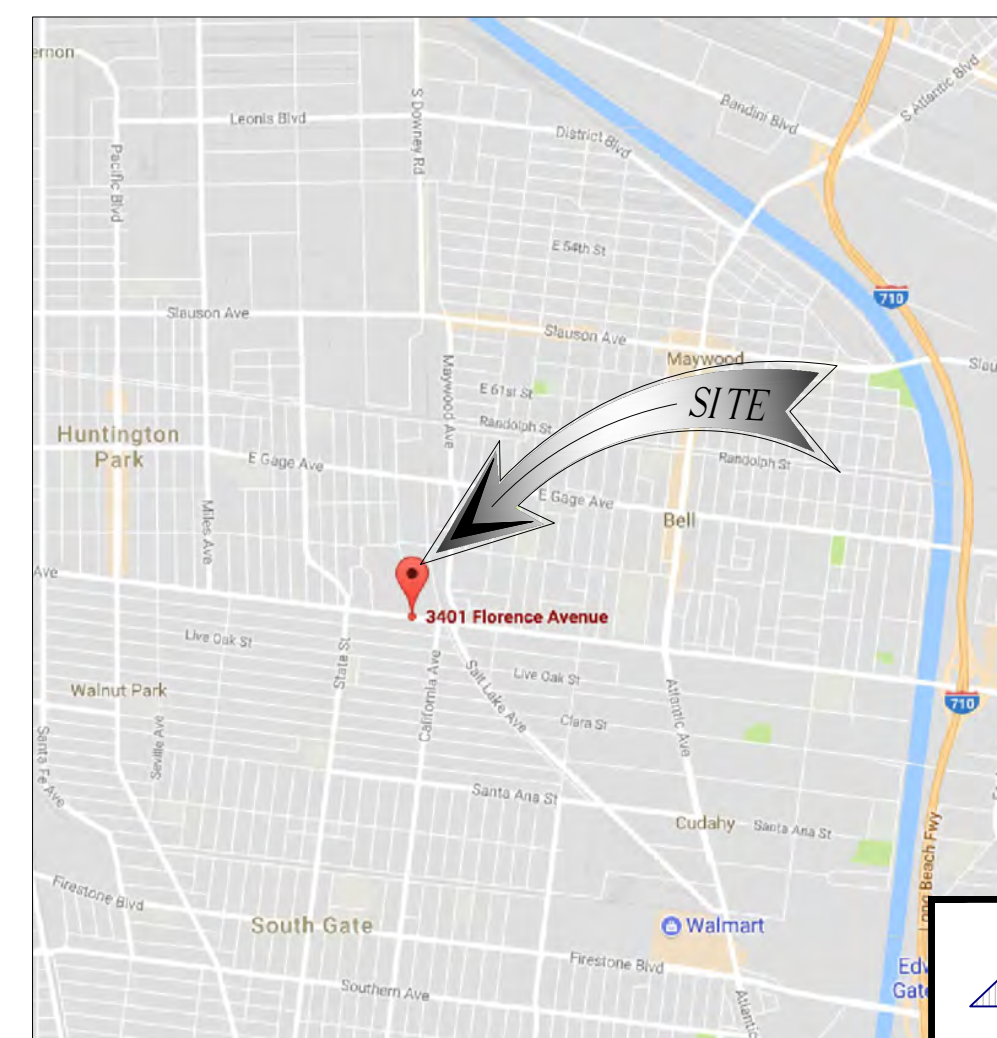 ernon
Leonis Blvd
S Downey Rd
Bandini Blvd
S Atlantic Blvd
District Blvd
Pacific Blvd
E 54th St
710
Slauson Ave
Slauson Ave
Maywood
Slau
Maywood Ave
E 61st St
SITE
Randolph St
Huntington
Park
E Gage Ave
Randolph St
E Gage Ave
Miles Ave
Bell
Ave
3401 Florence Avenue
Live Oak St
State St
California Ave
Salt Lake Ave
Live Oak St
Walnut Park
Atlantic Ave
710
Clara St
Seville Ave
Santa Fe Ave
Santa Ana St
Cudahy
Santa Ana St
Long Beach Fwy
Firestone Blvd
South Gate
Walmart
Firestone Blvd
Edw
Gate
Southern Ave
Atlantic